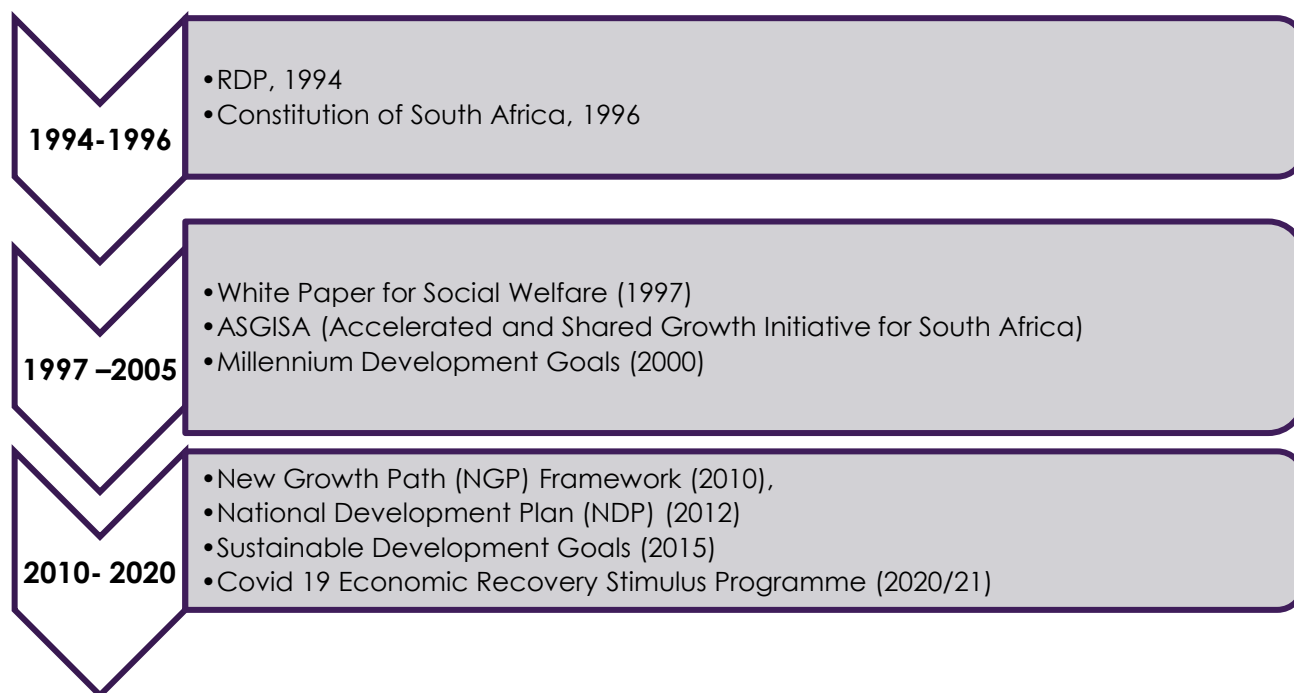 1994-1996
•RDP, 1994
•Constitution of South Africa, 1996
1997 –2005
•White Paper for Social Welfare (1997)
•ASGISA (Accelerated and Shared Growth Initiative for South Africa)
•Millennium Development Goals (2000)
2010- 2020
•New Growth Path (NGP) Framework (2010),
•National Development Plan (NDP) (2012)
•Sustainable Development Goals (2015)
•Covid 19 Economic Recovery Stimulus Programme (2020/21)